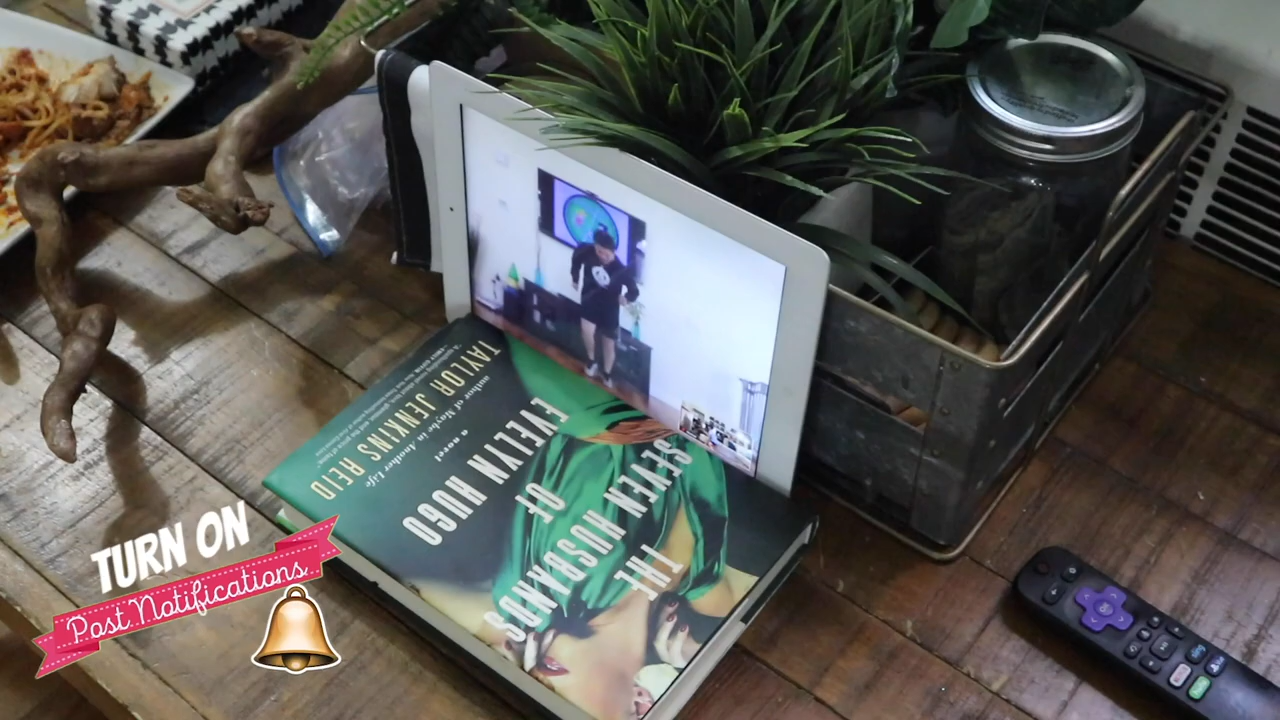 TURN ON
Post Notifications
THE
SEVEN HUSBANDS
OF
EVELYN HUGO
a novel
TAYLOR JENKINS REID
author of Maybe in Another Life